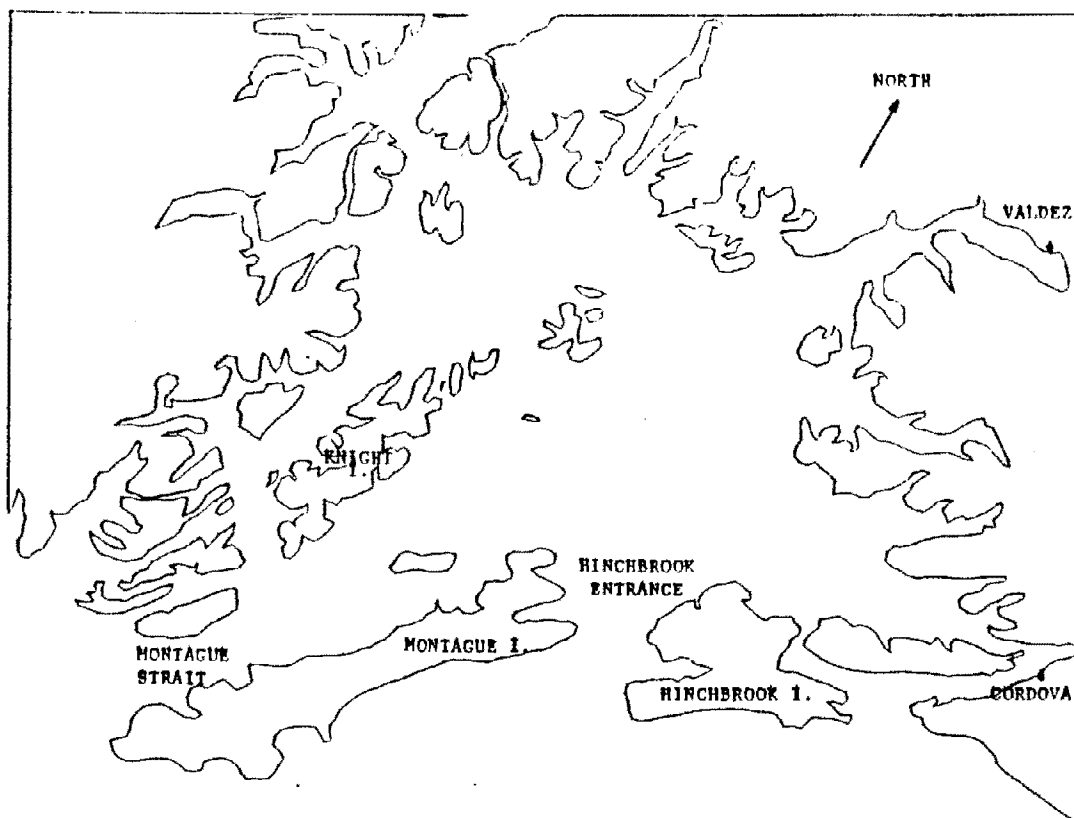 NORTH
VALDEZ
KNIGHT
I.
HINCHBROOK
ENTRANCE
MONTAGUE
STRAIT
MONTAGUE I.
HINCHBROOK I.
CORDOVA